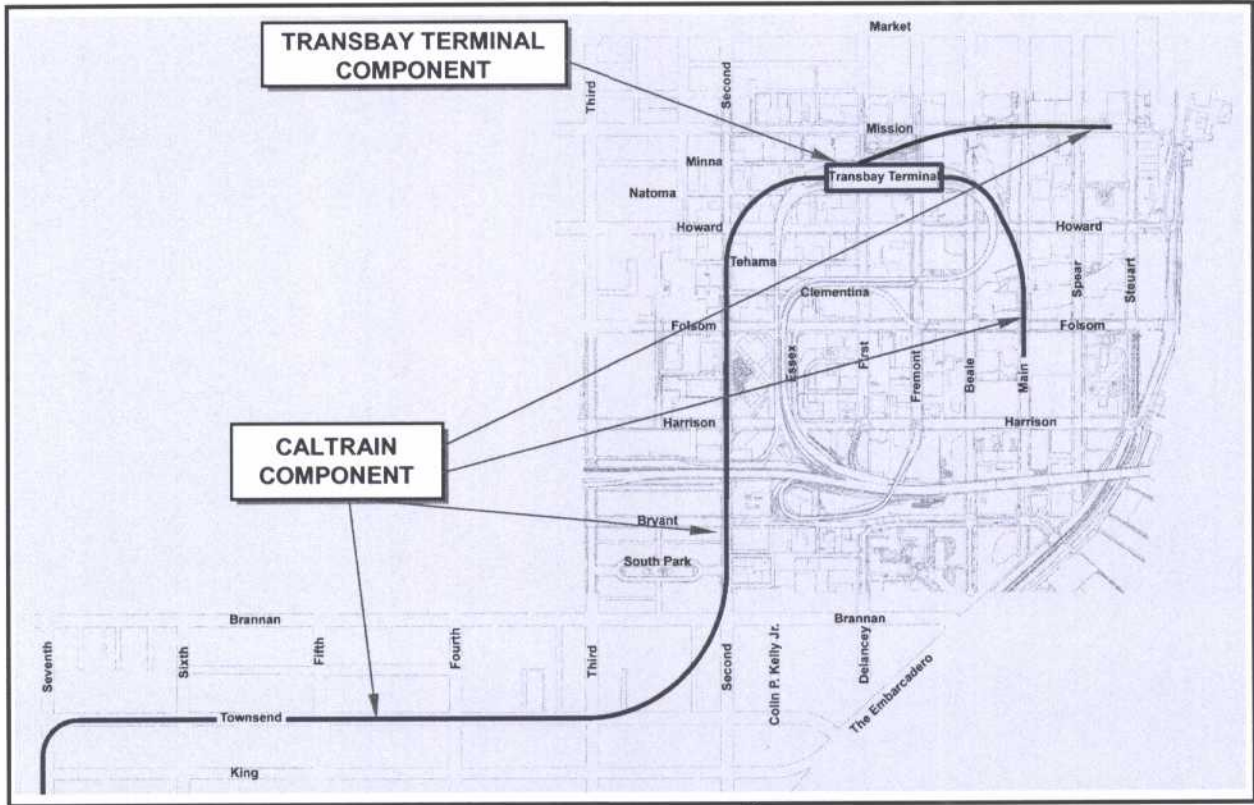 TRANSBAY TERMINAL
COMPONENT
Market
Third
Second
Mission
Minna
Transbay Terminal
Natoma
Howard
Howard
Tehama
Spear
Steuart
Clementina
Folsom
Folsom
Essex
First
Fremont
Beale
Main
Harrison
Harrison
CALTRAIN
COMPONENT
Bryant
South Park
Brannan
Brannan
Seventh
Sixth
Fifth
Fourth
Third
Second
Colin P. Kelly Jr.
Delancey
The Embarcadero
Townsend
King